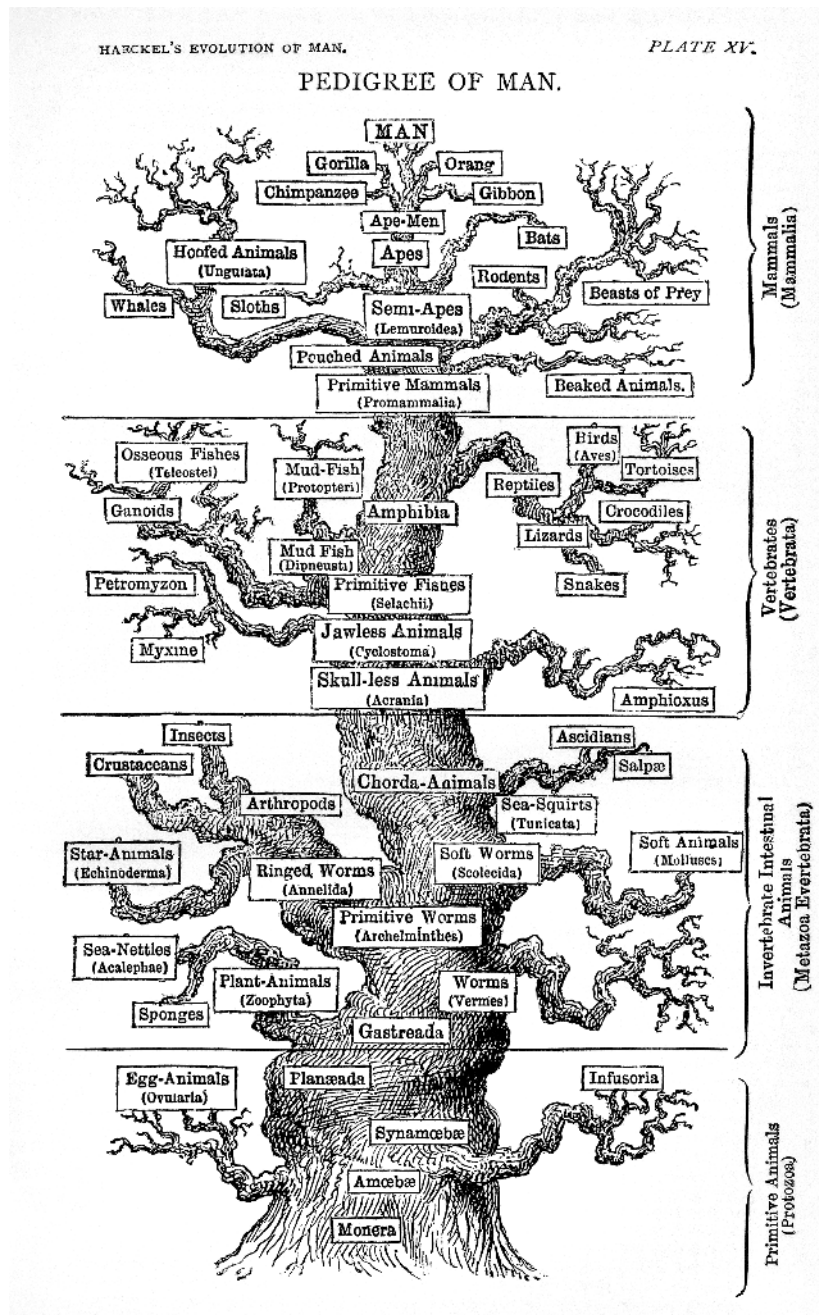 HAECKEL'S EVOLUTION OF MAN.
PLATE XV.
PEDIGREE OF MAN.
MAN
Gorilla
Orang
Chimpanzee
Gibbon
Ape-Men
Bats
Hoofed Animals
(Ungulata)
Apes
Rodents
Beasts of Prey
Whales
Sloths
Semi-Apes
(Lemuroidea)
Pouched Animals
Primitive Mammals
(Promammalia)
Beaked Animals.
Mammals
(Mammalia)
Osseous Fishes
(Teleostei)
Mud-Fish
(Protopteri)
Birds
(Aves)
Tortoises
Reptiles
Ganoids
Amphibia
Crocodiles
Lizards
Mud Fish
(Dipneusti)
Petromyzon
Primitive Fishes
(Selachii)
Snakes
Myxine
Jawless Animals
(Cyclostoma)
Skull-less Animals
(Acrania)
Amphioxus
Vertebrates
(Vertebrata)
Insects
Ascidians
Crustaceans
Salpæ
Chorda-Animals
Arthropods
Sea-Squirts
(Tunicata)
Star-Animals
(Echinoderma)
Ringed Worms
(Annelida)
Soft Worms
(Scolecida)
Soft Animals
(Molluscs)
Primitive Worms
(Archelminthes)
Sea-Nettles
(Acalephae)
Plant-Animals
(Zoophyta)
Worms
(Vermes)
Sponges
Gastreada
Invertebrate Intestinal
Animals
(Metazoa Evertebrata)
Egg-Animals
(Ovularia)
Planæada
Infusoria
Synamœbæ
Amœbæ
Monera
Primitive Animals
(Protozoa)